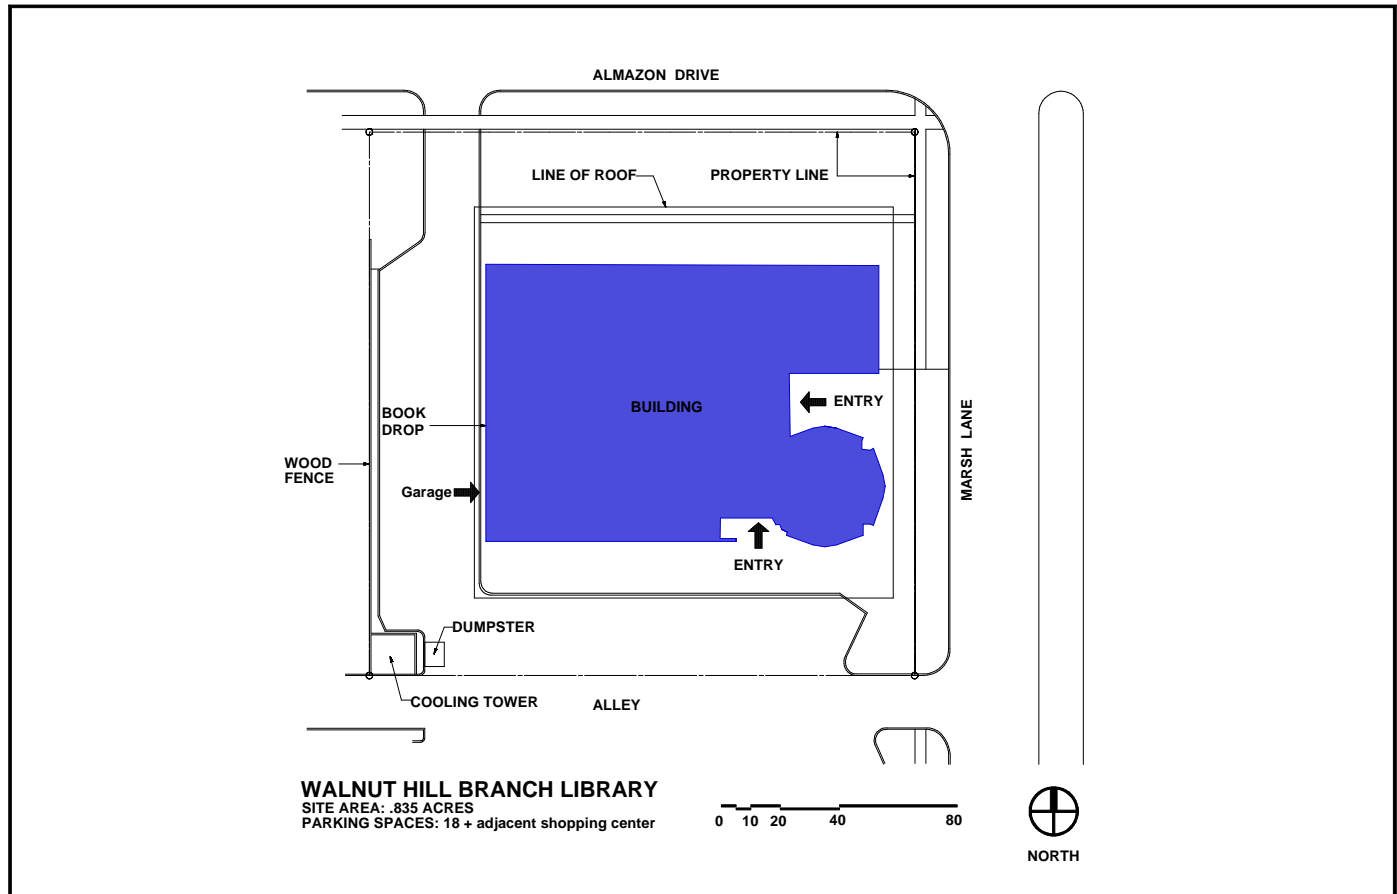 ALMAZON DRIVE
LINE OF ROOF
PROPERTY LINE
BUILDING
ENTRY
BOOK
DROP
WOOD
FENCE
Garage
MARSH LANE
ENTRY
DUMPSTER
COOLING TOWER
ALLEY
WALNUT HILL BRANCH LIBRARY
SITE AREA: .835 ACRES
PARKING SPACES: 18 + adjacent shopping center
0 10 20 40 80
NORTH